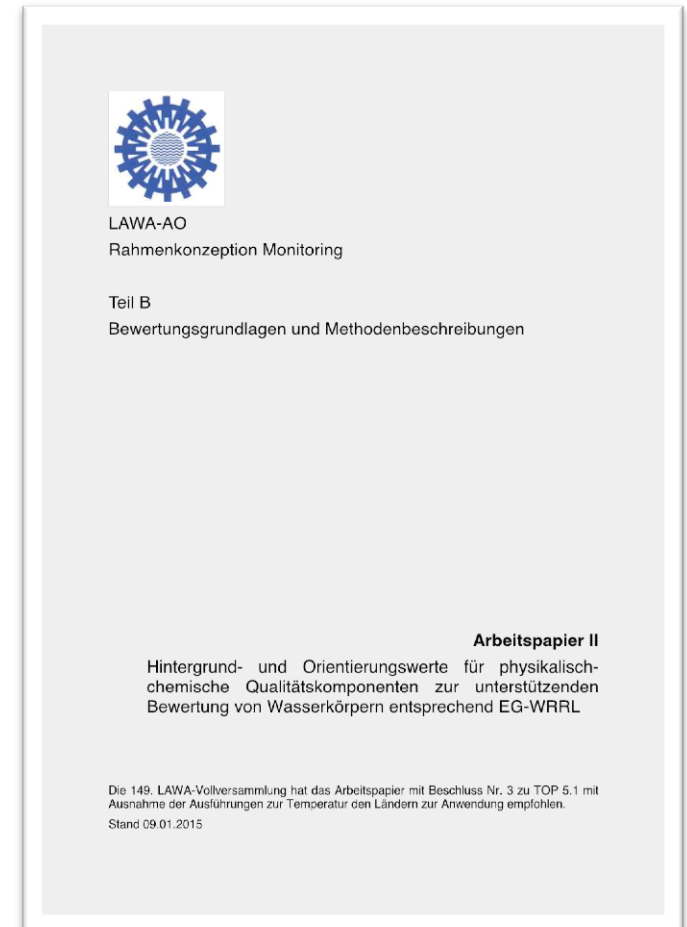 LAWA-AO
Rahmenkonzeption Monitoring
Teil B
Bewertungsgrundlagen und Methodenbeschreibungen
Arbeitspapier II
Hintergrund- und Orientierungswerte für physikalisch-
chemische Qualitätskomponenten zur unterstützenden
Bewertung von Wasserkörpern entsprechend EG-WRRL
Die 149. LAWA-Vollversammlung hat das Arbeitspapier mit Beschluss Nr. 3 zu TOP 5.1 mit
Ausnahme der Ausführungen zur Temperatur den Ländern zur Anwendung empfohlen.
Stand 09.01.2015